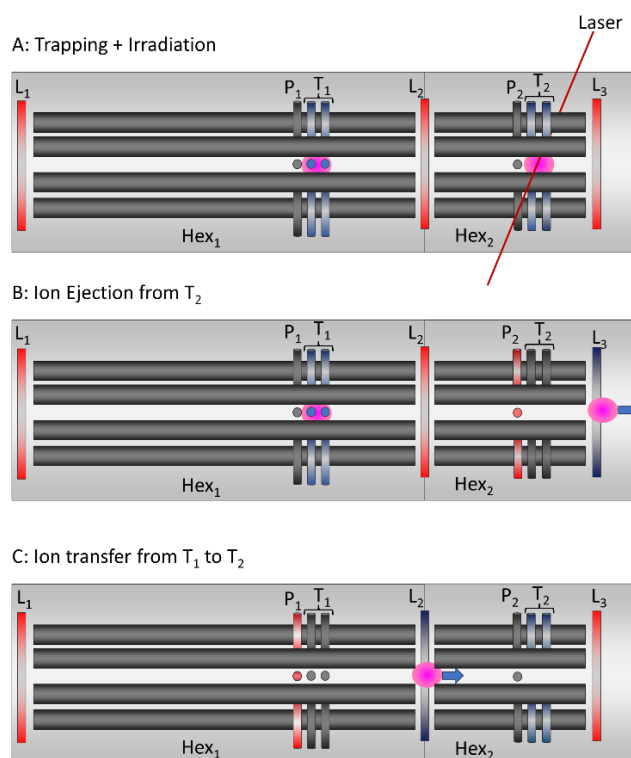 Laser
A: Trapping + Irradiation
L₁ P₁ T₁ L₂ P₂ T₂ L₃
Hex₁ Hex₂
B: Ion Ejection from T₂
L₁ P₁ T₁ L₂ P₂ T₂ L₃
Hex₁ Hex₂
C: Ion transfer from T₁ to T₂
L₁ P₁ T₁ L₂ P₂ T₂ L₃
Hex₁ Hex₂